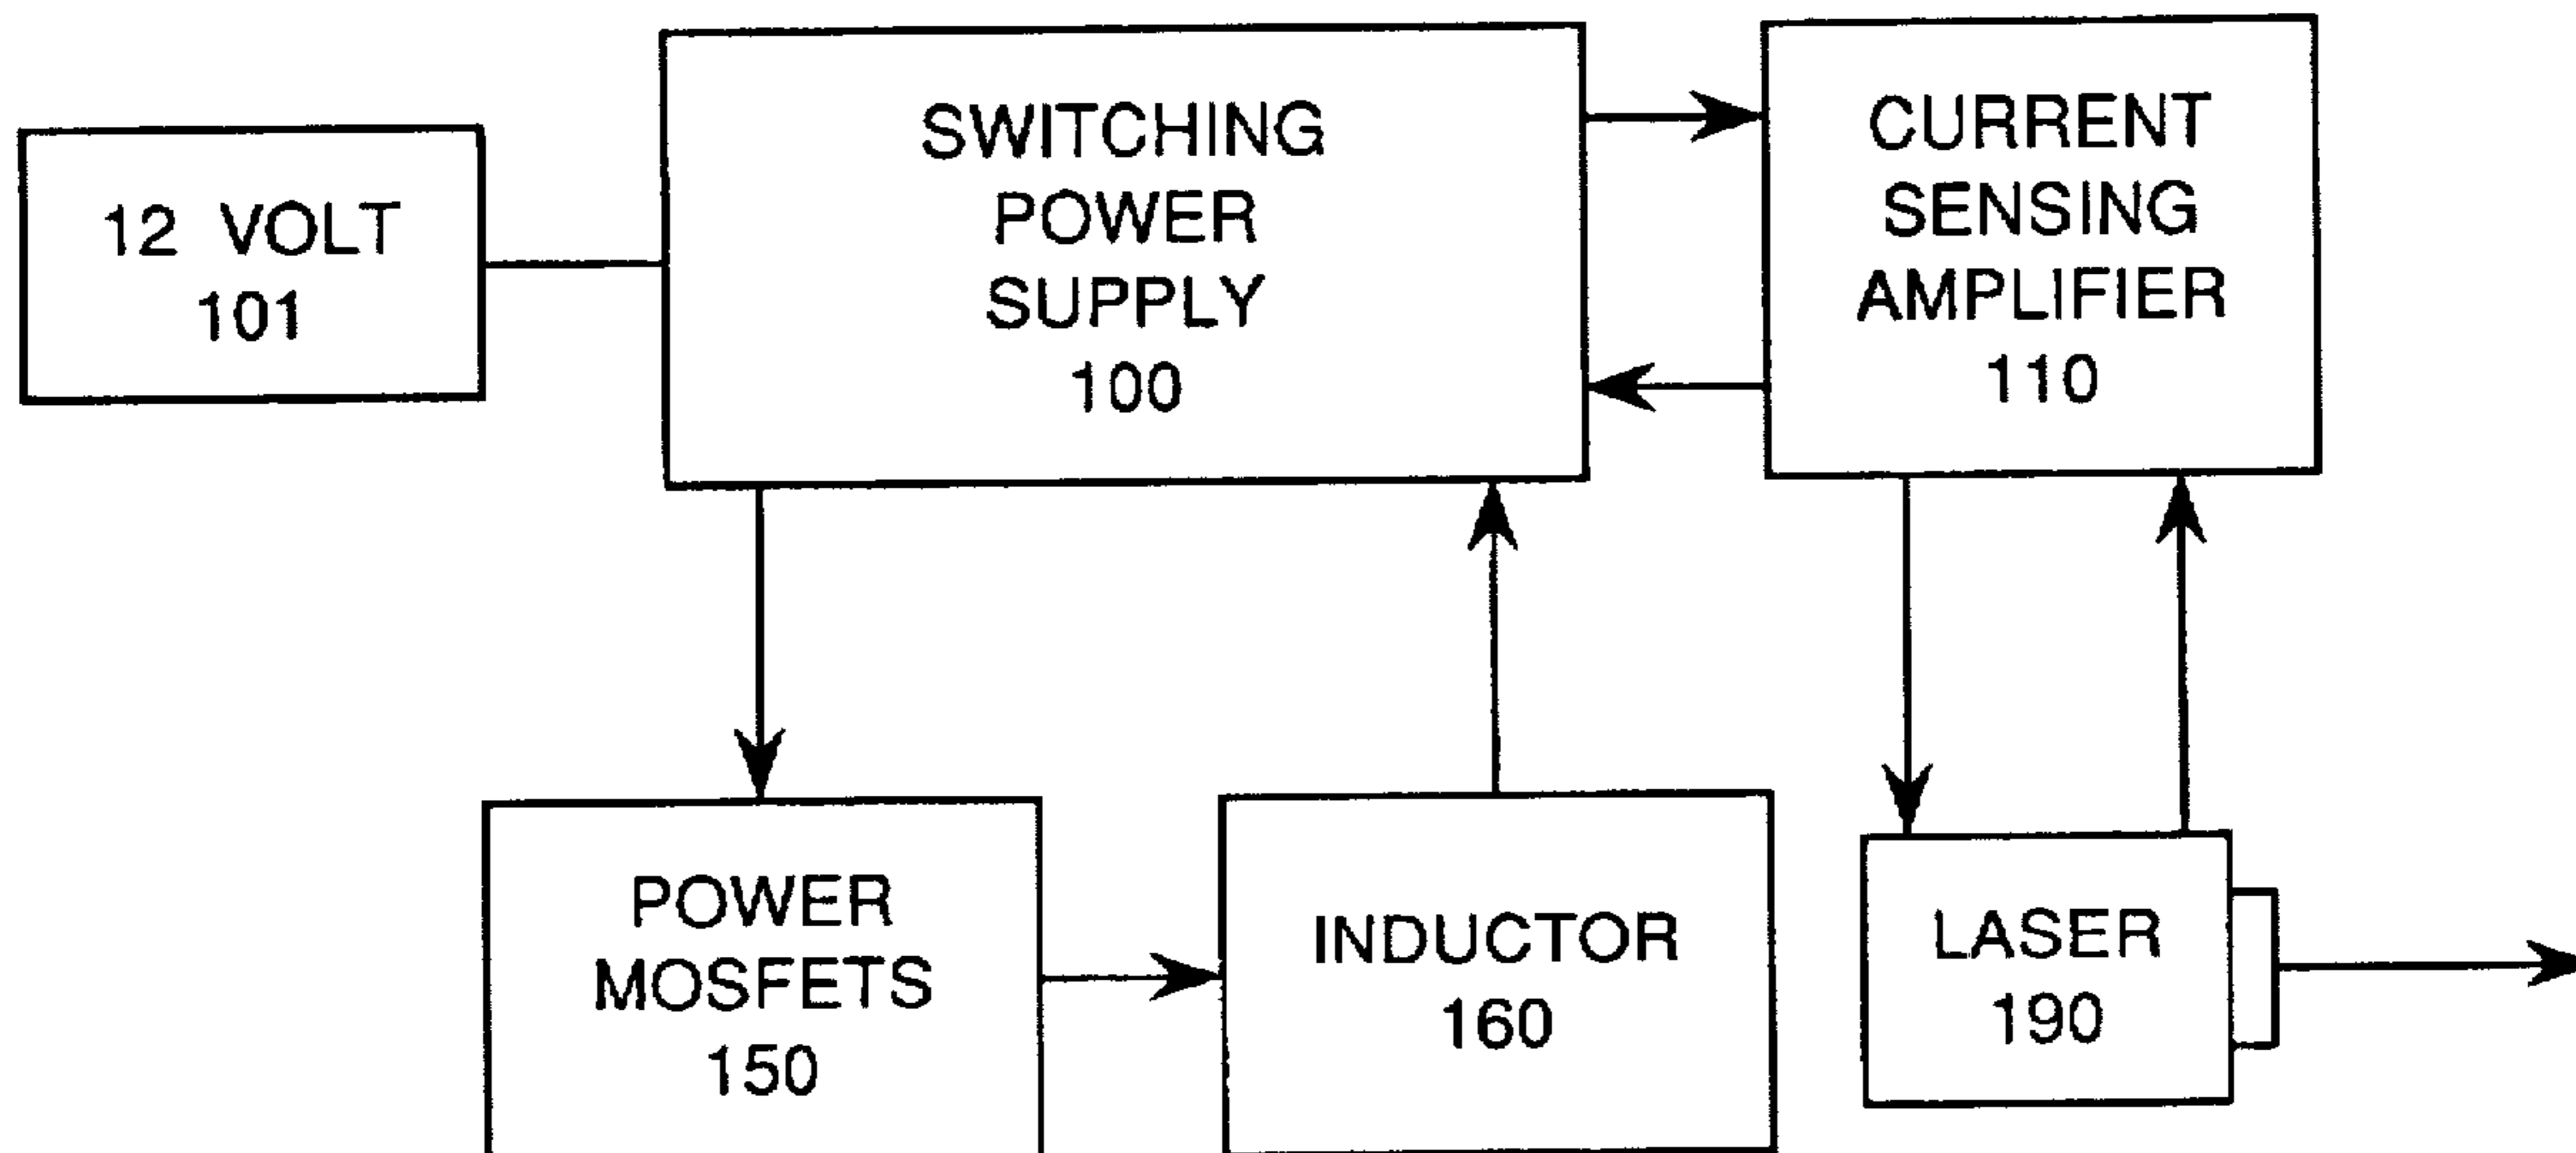 12 VOLT
101
SWITCHING
POWER
SUPPLY
100
CURRENT
SENSING
AMPLIFIER
110
POWER
MOSFETS
150
INDUCTOR
160
LASER
190